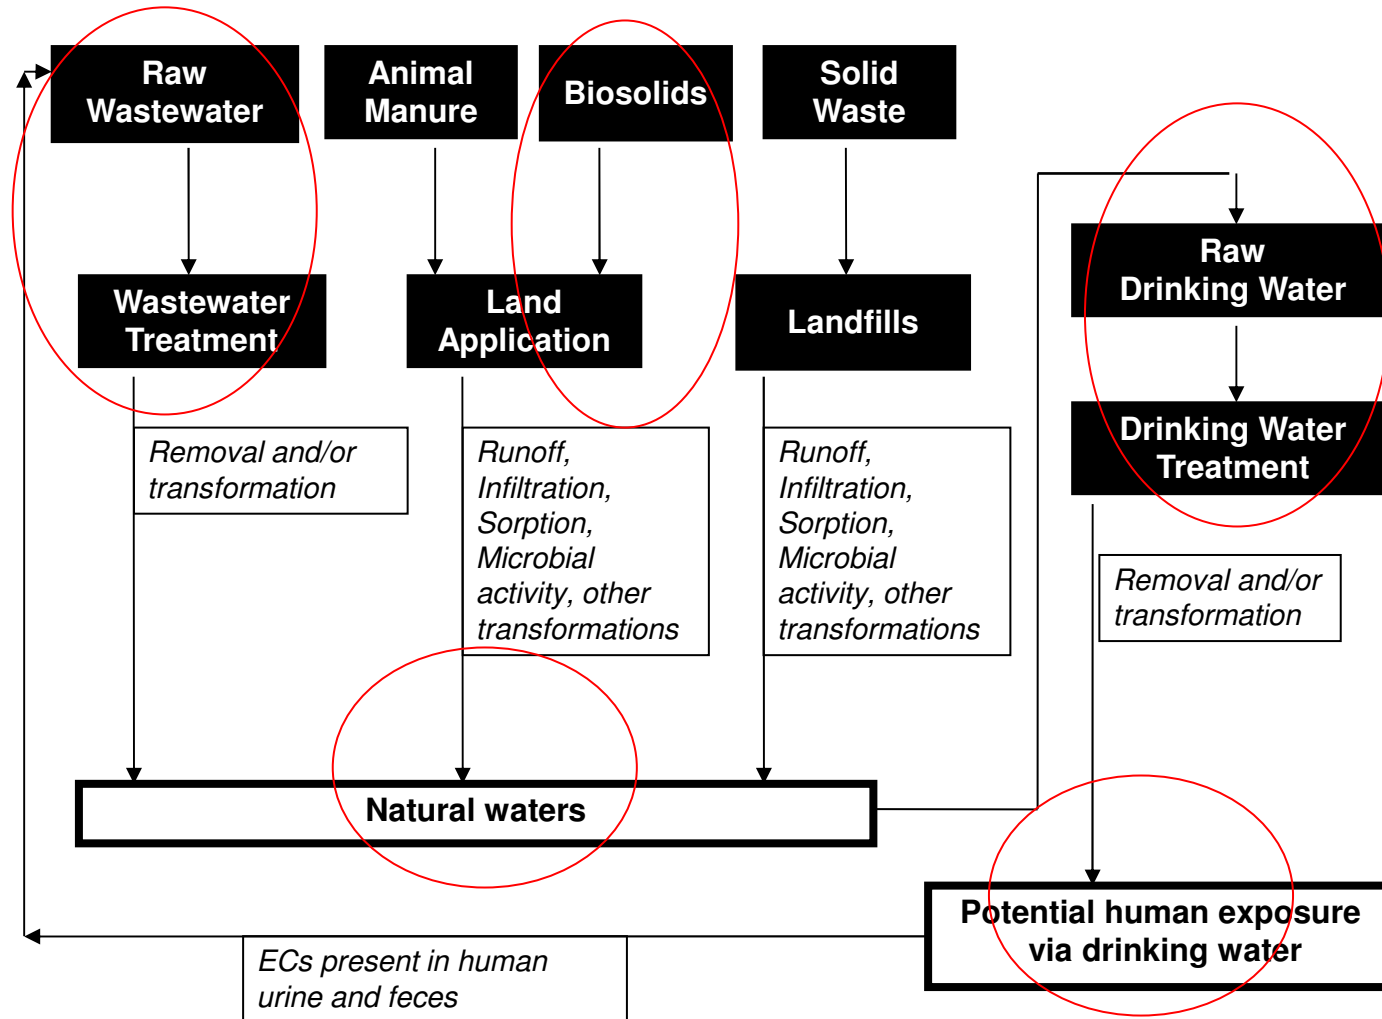 Raw
Wastewater
Animal
Manure
Biosolids
Solid
Waste
Wastewater
Treatment
Land
Application
Landfills
Raw
Drinking Water
Drinking Water
Treatment
Removal and/or
transformation
Runoff,
Infiltration,
Sorption,
Microbial
activity, other
transformations
Runoff,
Infiltration,
Sorption,
Microbial
activity, other
transformations
Removal and/or
transformation
Natural waters
Potential human exposure
via drinking water
ECs present in human
urine and feces